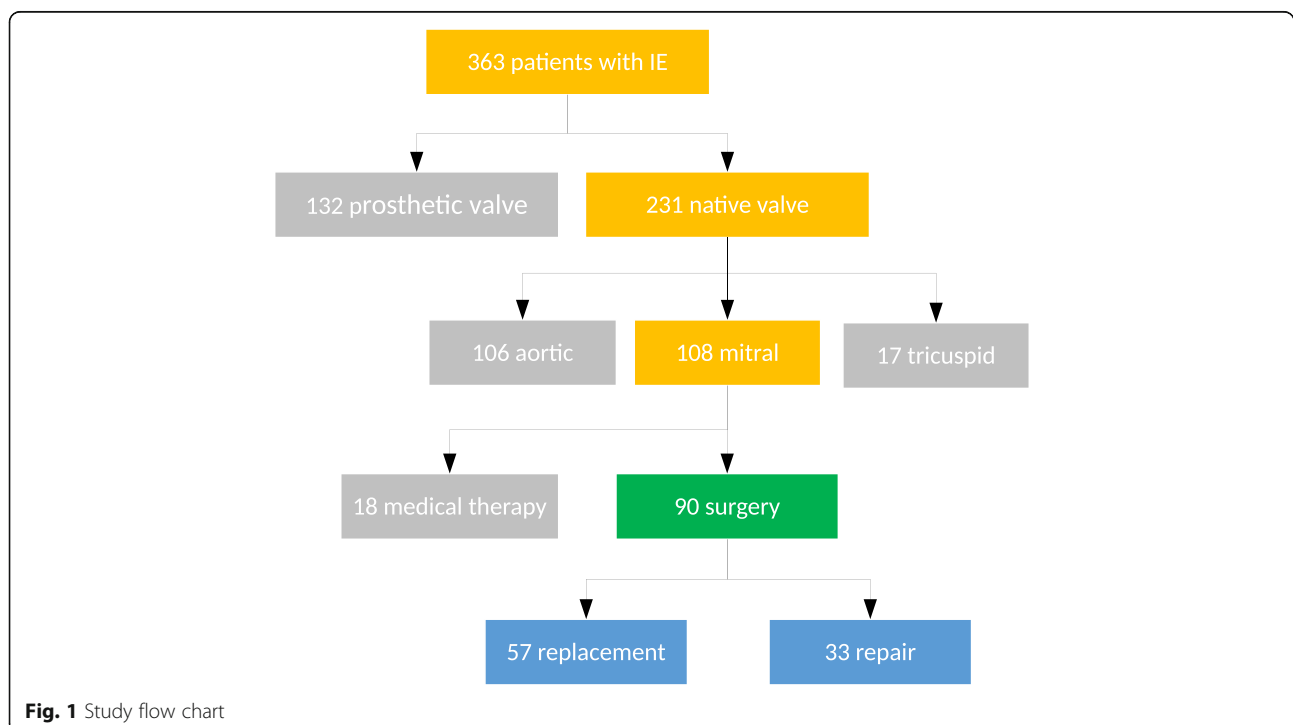 363 patients with IE
132 prosthetic valve
231 native valve
106 aortic
108 mitral
17 tricuspid
18 medical therapy
90 surgery
57 replacement
33 repair
Fig. 1 Study flow chart